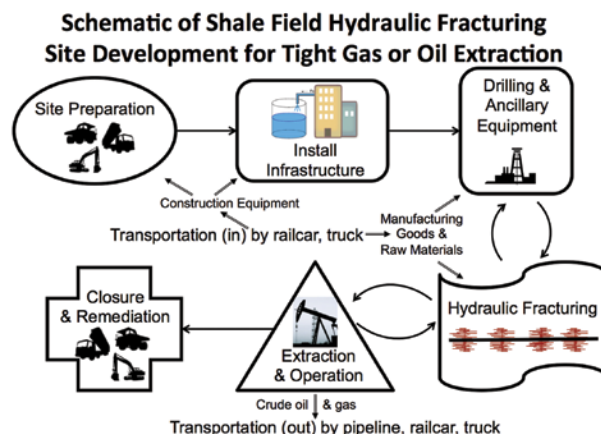 Schematic of Shale Field Hydraulic Fracturing
Site Development for Tight Gas or Oil Extraction
Site Preparation
Install
Infrastructure
Drilling &
Ancillary
Equipment
Construction Equipment
Transportation (in) by railcar, truck
Manufacturing
Goods &
Raw Materials
Closure
& Remediation
Extraction
& Operation
Hydraulic Fracturing
Crude oil & gas
Transportation (out) by pipeline, railcar, truck